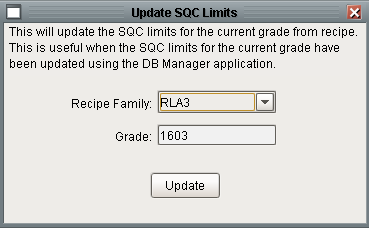 Update SQC Limits
This will update the SQC limits for the current grade from recipe.
This is useful when the SQC limits for the current grade have
been updated using the DB Manager application.
Recipe Family: RLA3
Grade: 1603
Update